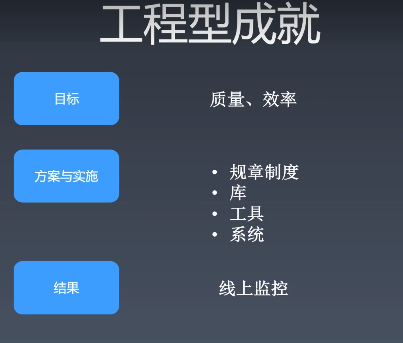 工程型成就
目标
质量、效率
方案与实施
• 规章制度
• 库
• 工具
• 系统
结果
线上监控